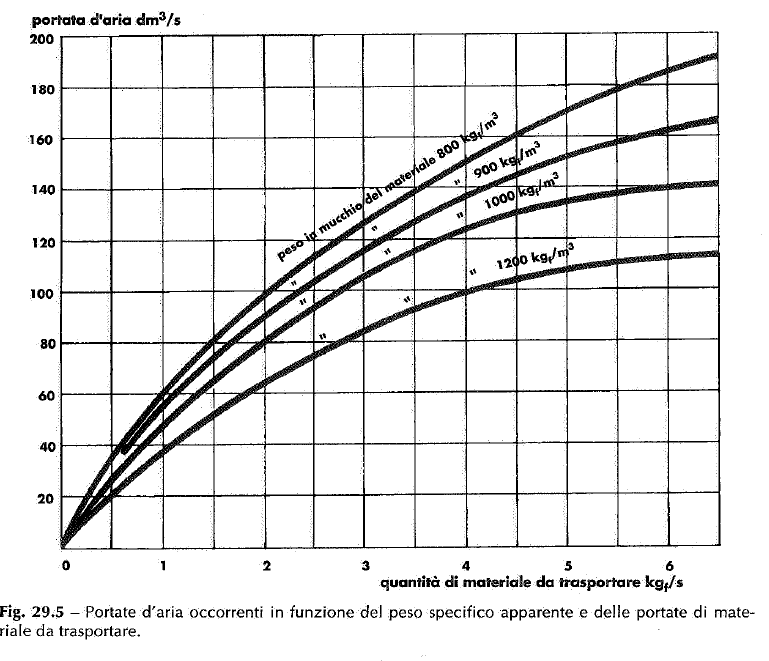 portata d'aria dm³/s
200
180
160
140
120
100
80
60
40
20
peso in mucchio del materiale 800 kgf/m³
" " 900 kgf/m³
" " " 1000 kgf/m³
" " " 1200 kgf/m³
0 1 2 3 4 5 6
quantità di materiale da trasportare kgf/s
Fig. 29.5 – Portate d'aria occorrenti in funzione del peso specifico apparente e delle portate di mate-
riale da trasportare.